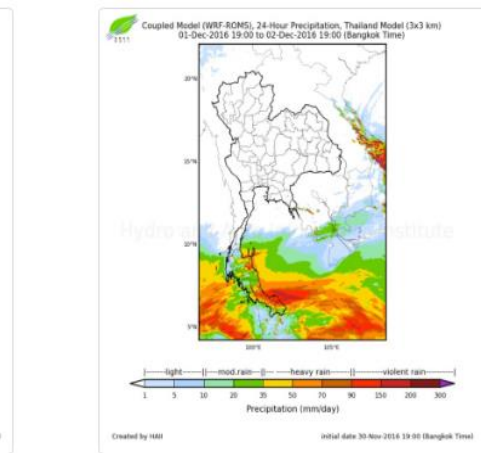 Coupled Model (WRF-ROMS), 24-Hour Precipitation, Thailand Model (3x3 km)
01-Dec-2016 19:00 to 02-Dec-2016 19:00 (Bangkok Time)
20°N
15°N
10°N
5°N
100°E 105°E
light mod.rain heavy rain violent rain
1 5 10 20 35 50 70 90 150 200 300
Precipitation (mm/day)
Created by HAII initial date 30-Nov-2016 19:00 (Bangkok Time)